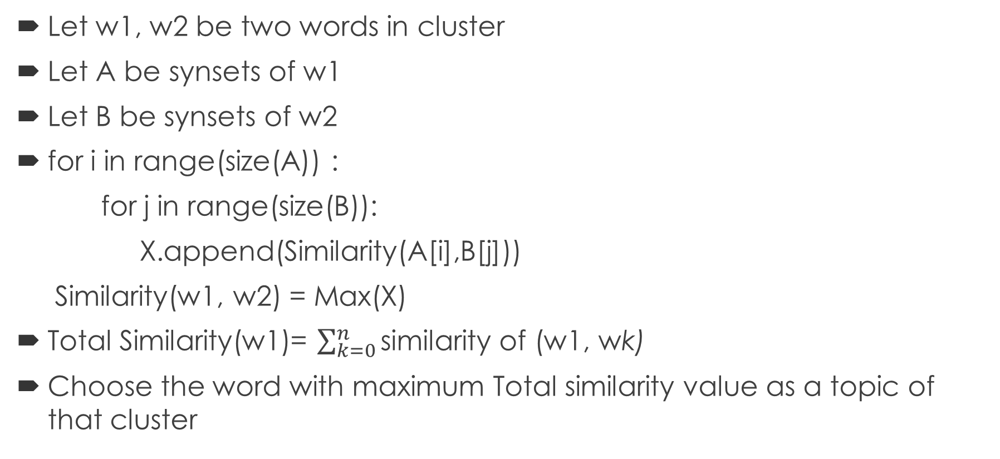 Let w1, w2 be two words in cluster
Let A be synsets of w1
Let B be synsets of w2
for i in range(size(A)) :
for j in range(size(B)):
X.append(Similarity(A[i],B[j]))
Similarity(w1, w2) = Max(X)
Total Similarity(w1)= ∑ⁿₖ₌₀ similarity of (w1, wk)
Choose the word with maximum Total similarity value as a topic of
that cluster